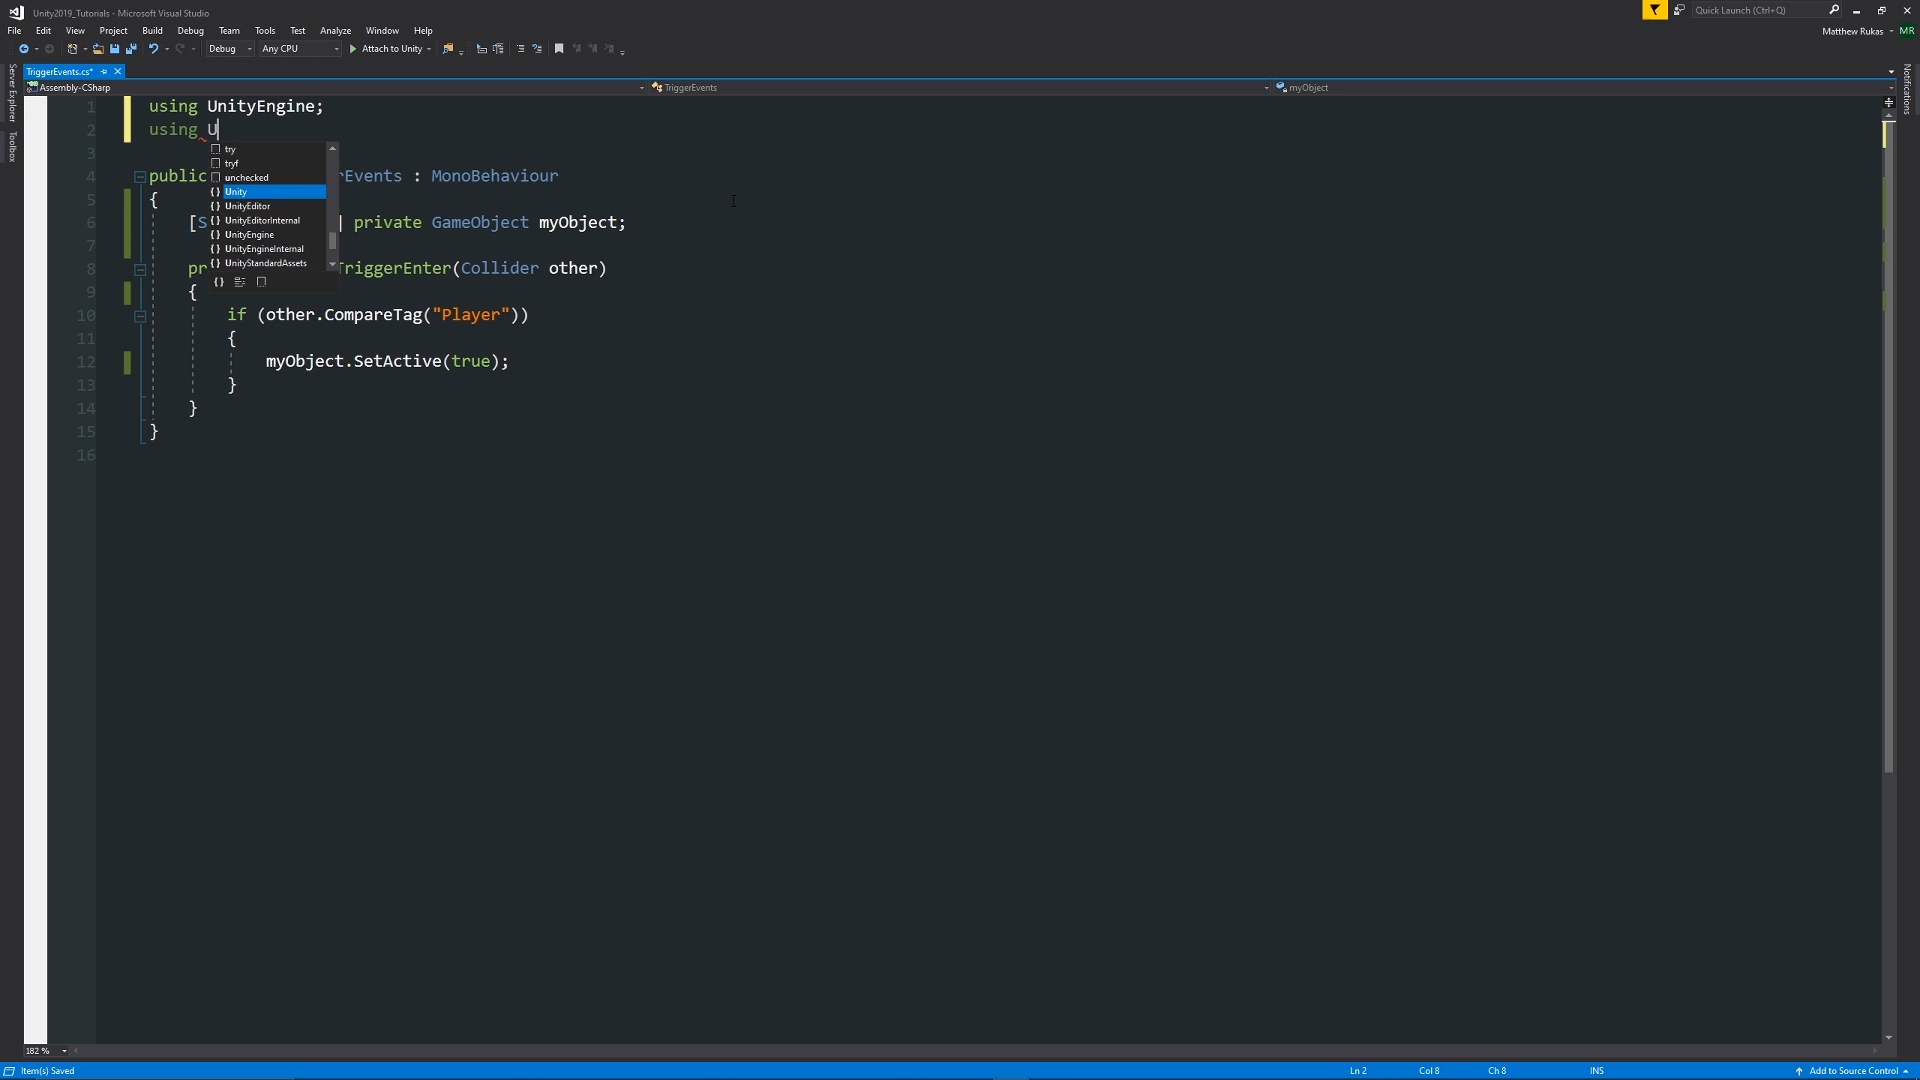 Unity2019_Tutorials - Microsoft Visual Studio
Quick Launch (Ctrl+Q)
File Edit View Project Build Debug Team Tools Test Analyze Window Help
Matthew Rukas MR
Debug Any CPU Attach to Unity
TriggerEvents.cs*
Assembly-CSharp TriggerEvents myObject
Server Explorer
Toolbox
Notifications
1 using UnityEngine;
2 using U
3
4 public rEvents : MonoBehaviour
5 {
6 [S private GameObject myObject;
7
8 pr TriggerEnter(Collider other)
9 {
10 if (other.CompareTag("Player"))
11 {
12 myObject.SetActive(true);
13 }
14 }
15 }
16
try
tryf
unchecked
{} Unity
{} UnityEditor
{} UnityEditorInternal
{} UnityEngine
{} UnityEngineInternal
{} UnityStandardAssets
{}
182 %
Item(s) Saved Ln 2 Col 8 Ch 8 INS Add to Source Control